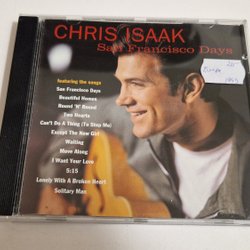 CHRIS ISAAK
San Francisco Days
featuring the songs
San Francisco Days
Beautiful Homes
Round 'N' Round
Two Hearts
Can't Do A Thing (To Stop Me)
Except The New Girl
Waiting
Move Along
I Want Your Love
5:15
Lonely With A Broken Heart
Solitary Man